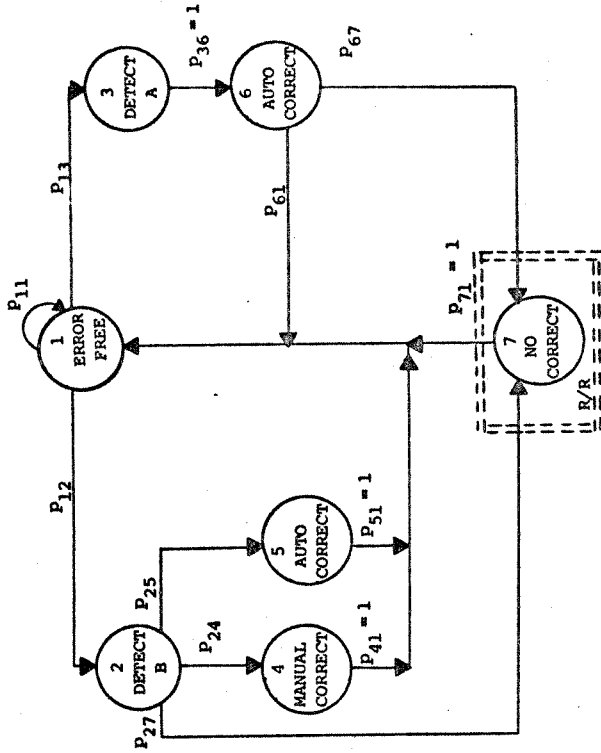 P11
1
ERROR
FREE
P12
P13
2
DETECT
B
3
DETECT
A
P27
P24
P25
P36 = 1
4
MANUAL
CORRECT
5
AUTO
CORRECT
6
AUTO
CORRECT
P41 = 1
P51 = 1
P61
P67
P71 = 1
7
NO
CORRECT
R/R